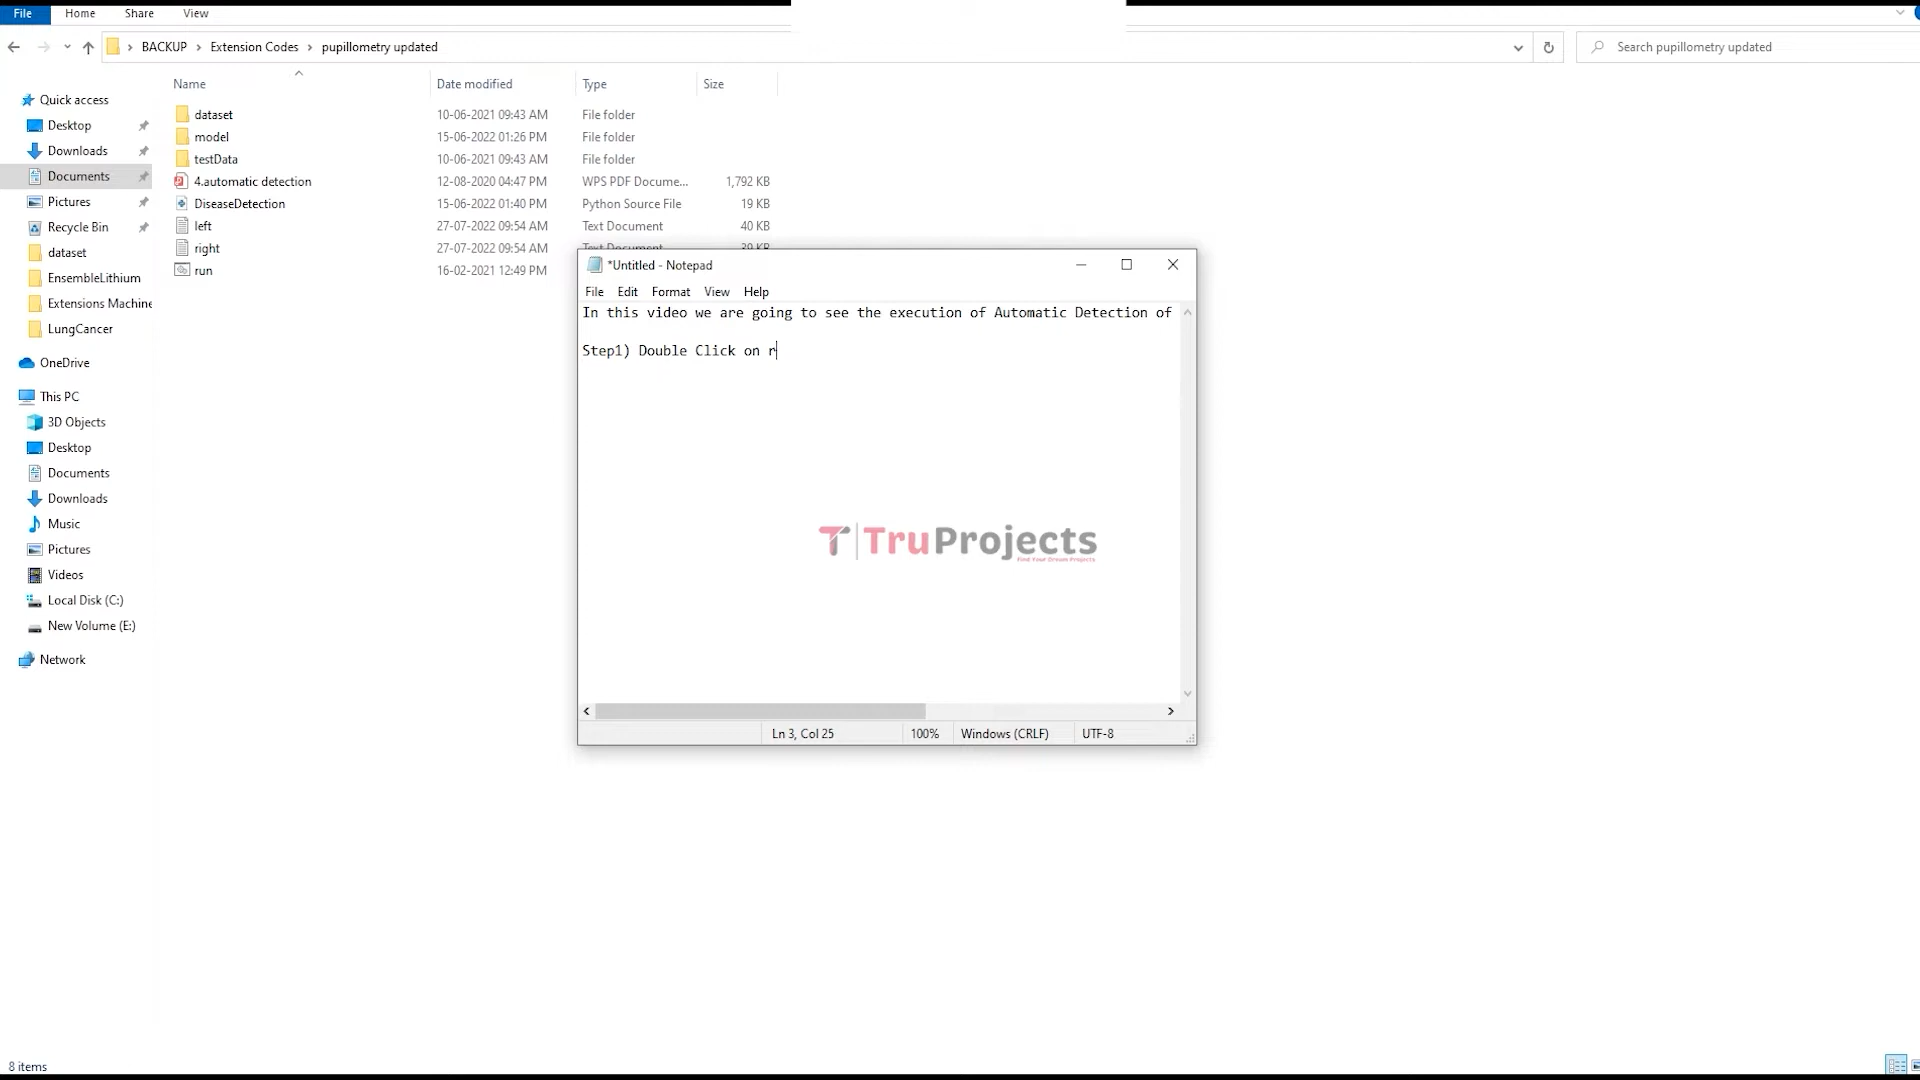 File Home Share View
BACKUP Extension Codes pupillometry updated
Search pupillometry updated
Name Date modified Type Size
dataset 10-06-2021 09:43 AM File folder
model 15-06-2022 01:26 PM File folder
testData 10-06-2021 09:43 AM File folder
4.automatic detection 12-08-2020 04:47 PM WPS PDF Docume... 1,792 KB
DiseaseDetection 15-06-2022 01:40 PM Python Source File 19 KB
left 27-07-2022 09:54 AM Text Document 40 KB
right 27-07-2022 09:54 AM Text Document 39 KB
run 16-02-2021 12:49 PM
Quick access
Desktop
Downloads
Documents
Pictures
Recycle Bin
dataset
EnsembleLithium
Extensions Machine
LungCancer
OneDrive
This PC
3D Objects
Desktop
Documents
Downloads
Music
Pictures
Videos
Local Disk (C:)
New Volume (E:)
Network
8 items
*Untitled - Notepad
File Edit Format View Help
In this video we are going to see the execution of Automatic Detection of
Step1) Double Click on r
TruProjects
Find Your Dream Projects
Ln 3, Col 25 100% Windows (CRLF) UTF-8